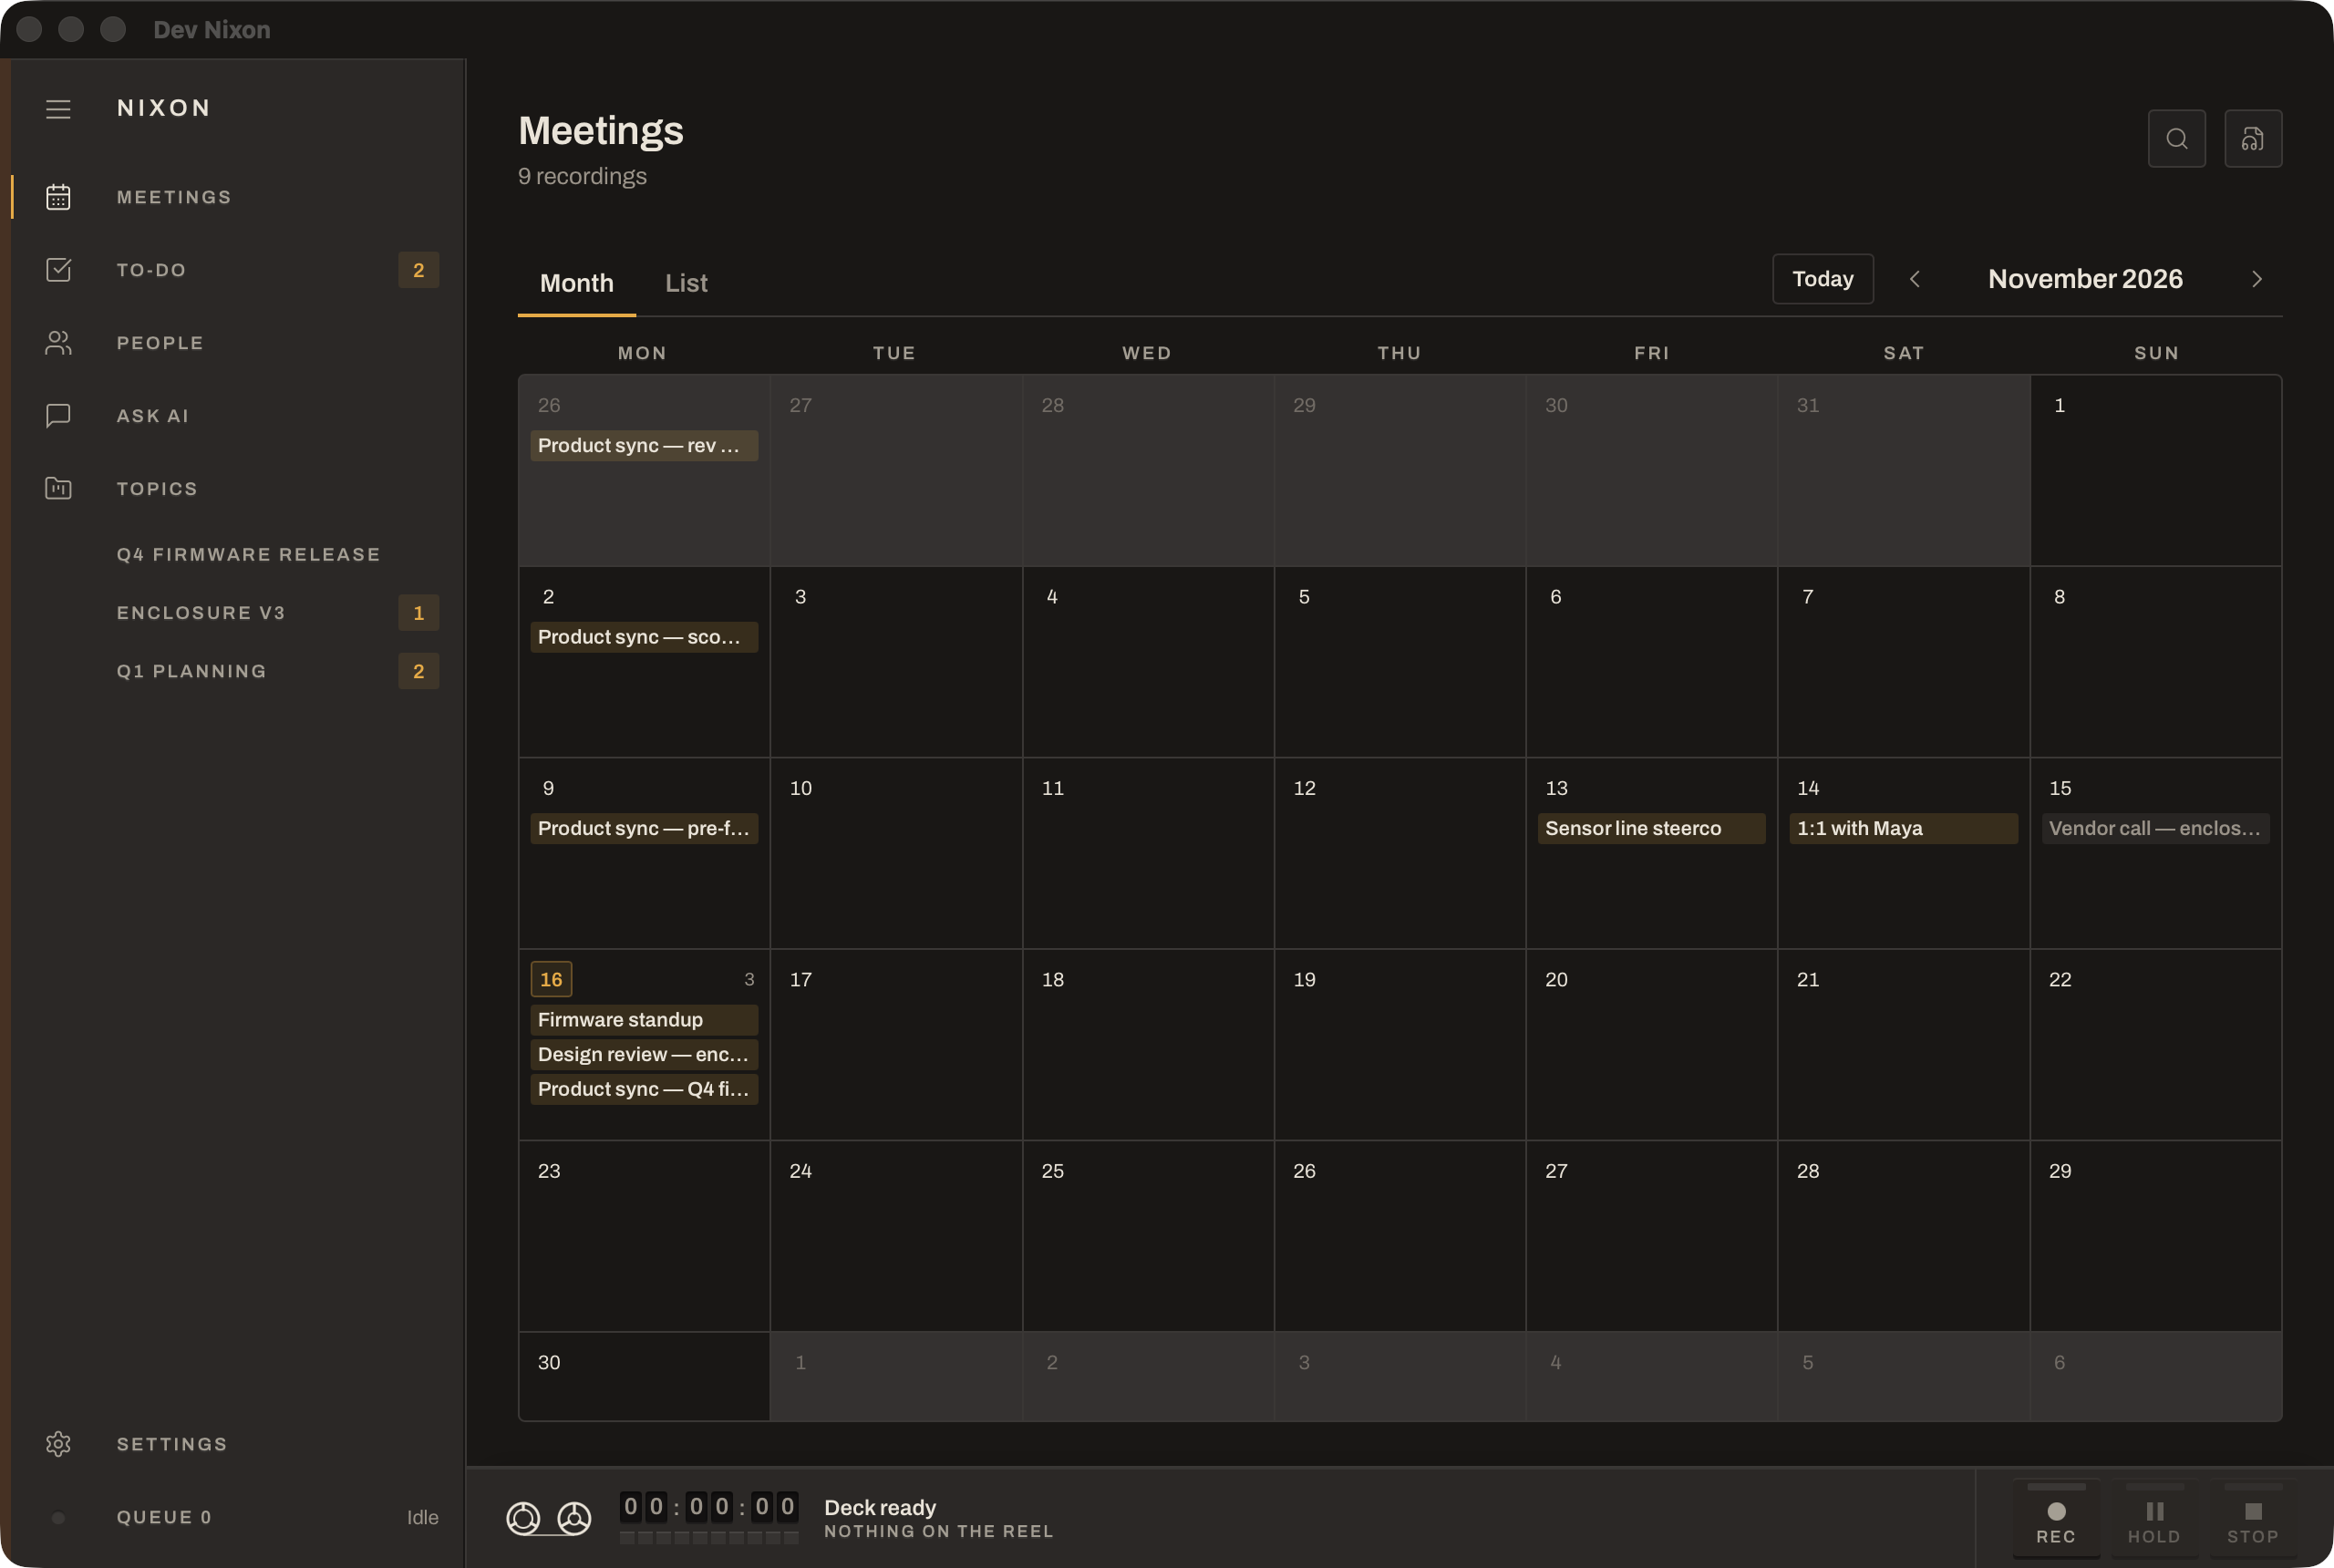 Dev Nixon
NIXON
MEETINGS
TO-DO 2
PEOPLE
ASK AI
TOPICS
Q4 FIRMWARE RELEASE
ENCLOSURE V3 1
Q1 PLANNING 2
SETTINGS
QUEUE 0 Idle
Meetings
9 recordings
Month List Today November 2026
MON TUE WED THU FRI SAT SUN
26 27 28 29 30 31 1
Product sync — rev ...
2 3 4 5 6 7 8
Product sync — sco...
9 10 11 12 13 14 15
Product sync — pre-f... Sensor line steerco 1:1 with Maya Vendor call — enclos...
16 3 17 18 19 20 21 22
Firmware standup
Design review — enc...
Product sync — Q4 fi...
23 24 25 26 27 28 29
30 1 2 3 4 5 6
00:00:00 Deck ready
NOTHING ON THE REEL
REC HOLD STOP